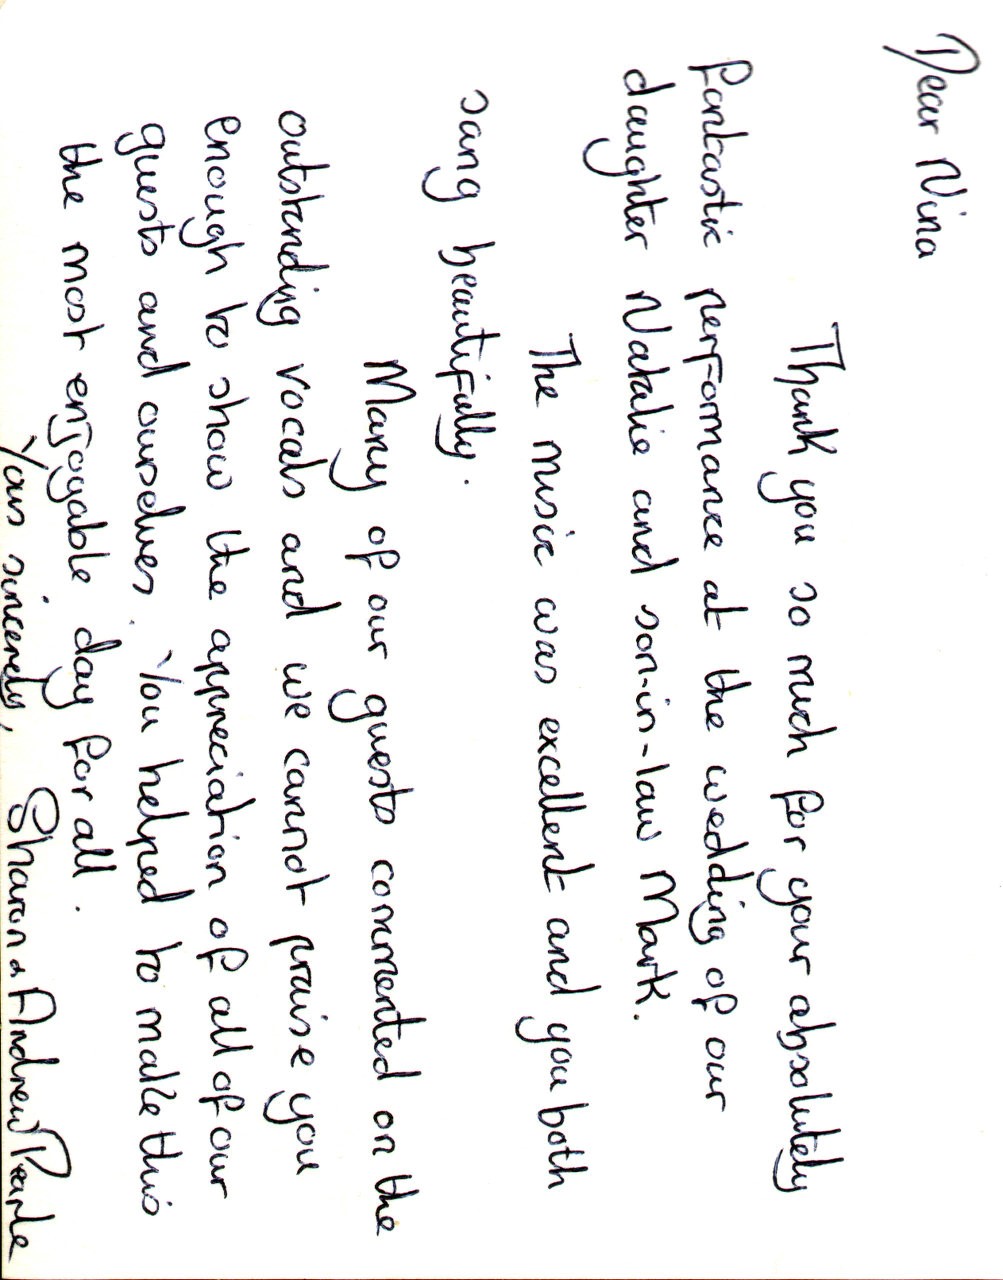 Dear Nina
Thank you so much for your absolutely
fantastic performance at the wedding of our
daughter Natalie and son-in-law Mark.
The music was excellent and you both
sang beautifully.
Many of our guests commented on the
outstanding vocals and we cannot praise you
enough to show the appreciation of all of our
guests and ourselves. You helped to make this
the most enjoyable day for all.
Yours sincerely, Sharon & Andrew Pearle